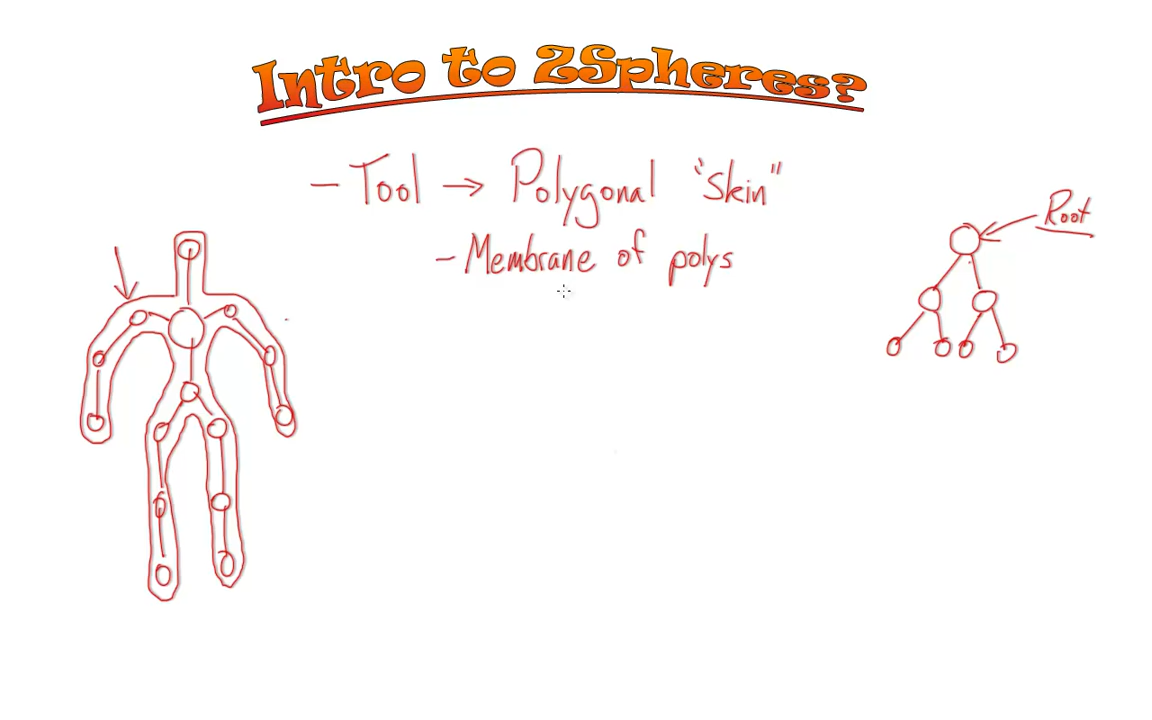 Intro to ZSpheres?
- Tool → Polygonal "Skin"
- Membrane of polys
Root